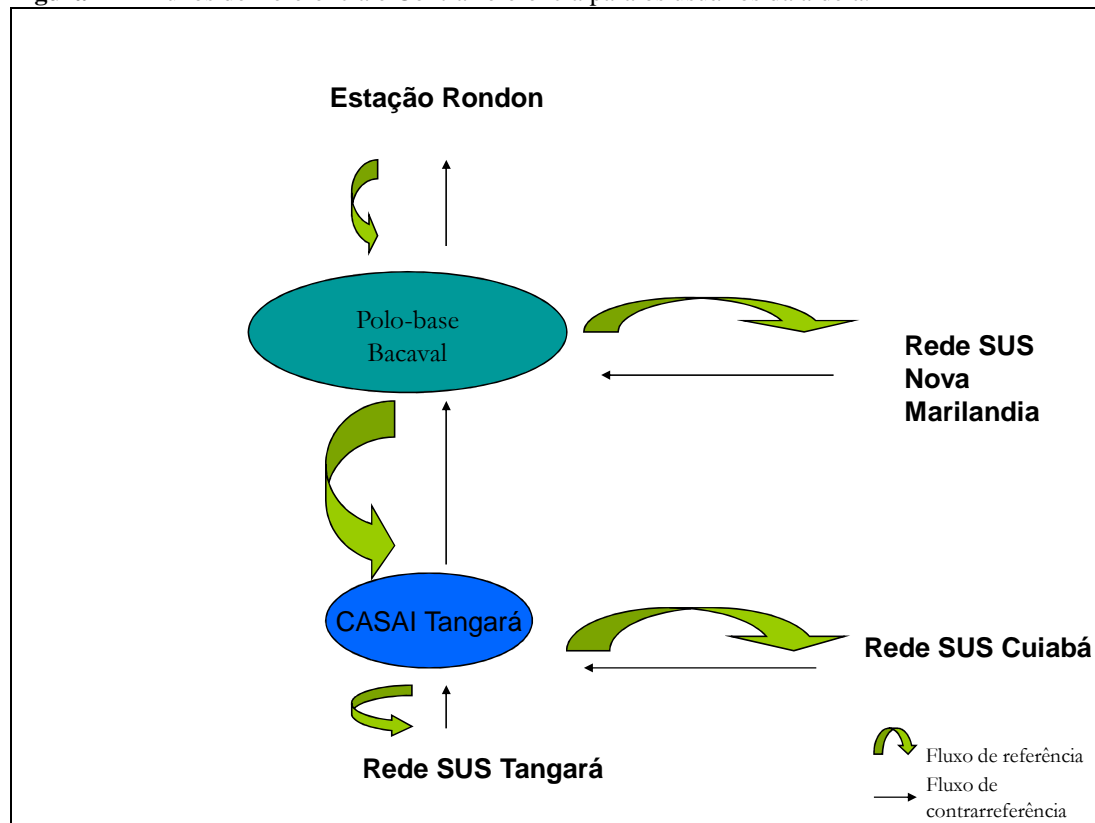 Estação Rondon
Polo-base
Bacaval
Rede SUS
Nova
Marilandia
CASAI Tangará
Rede SUS Cuiabá
Rede SUS Tangará
Fluxo de referência
Fluxo de
contrarreferência